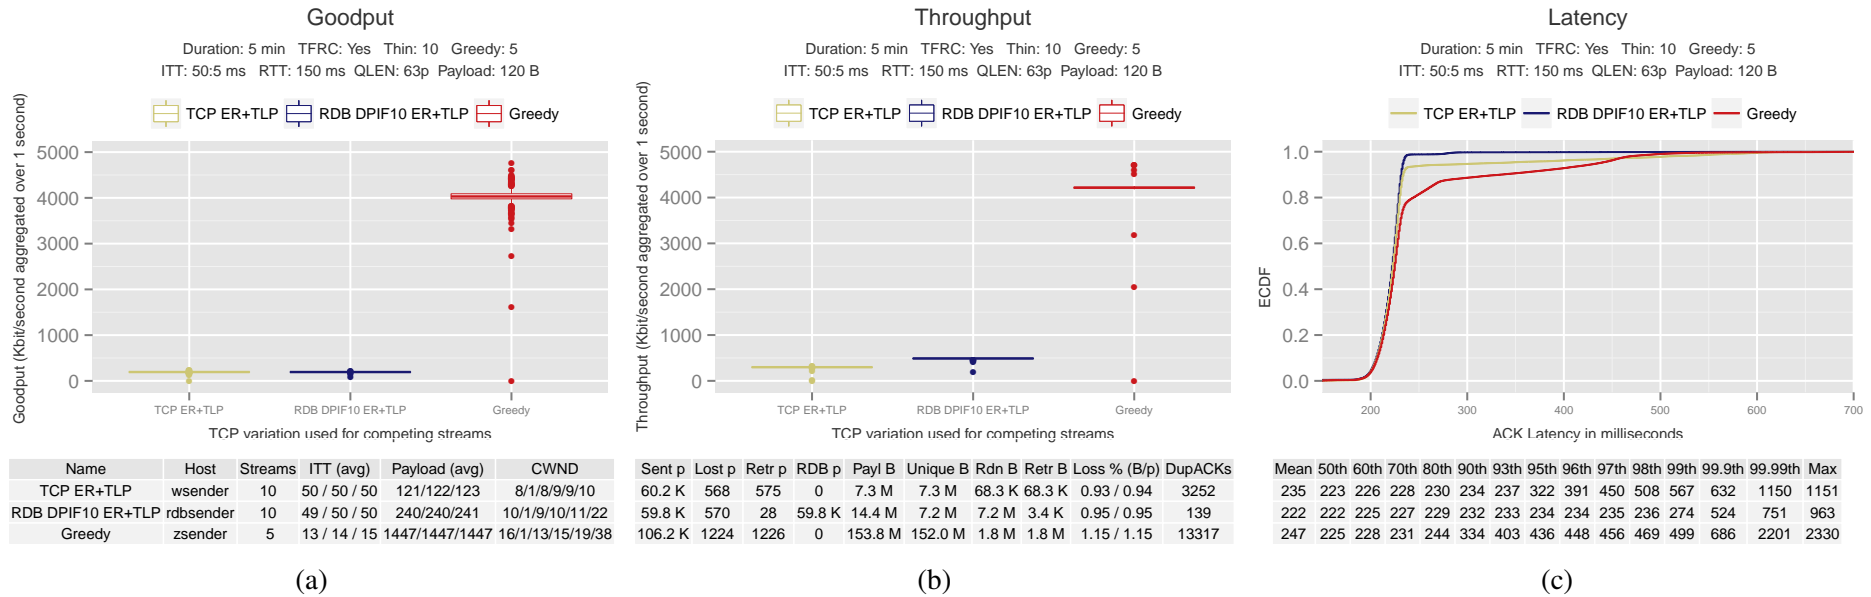 Goodput
Duration: 5 min TFRC: Yes Thin: 10 Greedy: 5
ITT: 50:5 ms RTT: 150 ms QLEN: 63p Payload: 120 B
TCP ER+TLP RDB DPIF10 ER+TLP Greedy
Goodput (Kbit/second aggregated over 1 second)
5000
4000
3000
2000
1000
0
TCP ER+TLP RDB DPIF10 ER+TLP Greedy
TCP variation used for competing streams
Name Host Streams ITT (avg) Payload (avg) CWND
TCP ER+TLP wsender 10 50 / 50 / 50 121/122/123 8/1/8/9/9/10
RDB DPIF10 ER+TLP rdbsender 10 49 / 50 / 50 240/240/241 10/1/9/10/11/22
Greedy zsender 5 13 / 14 / 15 1447/1447/1447 16/1/13/15/19/38
(a)
Throughput
Duration: 5 min TFRC: Yes Thin: 10 Greedy: 5
ITT: 50:5 ms RTT: 150 ms QLEN: 63p Payload: 120 B
TCP ER+TLP RDB DPIF10 ER+TLP Greedy
Throughput (Kbit/second aggregated over 1 second)
5000
4000
3000
2000
1000
0
TCP ER+TLP RDB DPIF10 ER+TLP Greedy
TCP variation used for competing streams
Sent p Lost p Retr p RDB p Payl B Unique B Rdn B Retr B Loss % (B/p) DupACKs
60.2 K 568 575 0 7.3 M 7.3 M 68.3 K 68.3 K 0.93 / 0.94 3252
59.8 K 570 28 59.8 K 14.4 M 7.2 M 7.2 M 3.4 K 0.95 / 0.95 139
106.2 K 1224 1226 0 153.8 M 152.0 M 1.8 M 1.8 M 1.15 / 1.15 13317
(b)
Latency
Duration: 5 min TFRC: Yes Thin: 10 Greedy: 5
ITT: 50:5 ms RTT: 150 ms QLEN: 63p Payload: 120 B
TCP ER+TLP RDB DPIF10 ER+TLP Greedy
ECDF
1.0
0.8
0.6
0.4
0.2
0.0
200 300 400 500 600 700
ACK Latency in milliseconds
Mean 50th 60th 70th 80th 90th 93th 95th 96th 97th 98th 99th 99.9th 99.99th Max
235 223 226 228 230 234 237 322 391 450 508 567 632 1150 1151
222 222 225 227 229 232 233 234 234 235 236 274 524 751 963
247 225 228 231 244 334 403 436 448 456 469 499 686 2201 2330
(c)